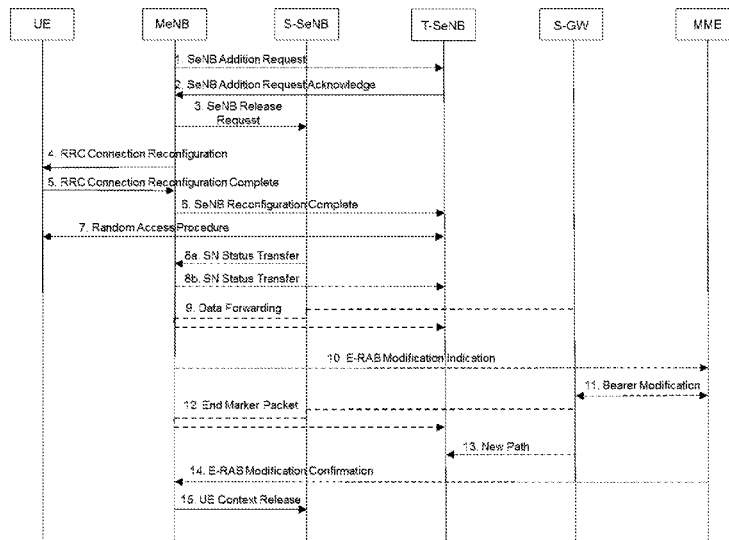 UE MeNB S-SeNB T-SeNB S-GW MME
1. SeNB Addition Request
2. SeNB Addition Request Acknowledge
3. SeNB Release
Request
4. RRC Connection Reconfiguration
5. RRC Connection Reconfiguration Complete
6. SeNB Reconfiguration Complete
7. Random Access Procedure
8a. SN Status Transfer
8b. SN Status Transfer
9. Data Forwarding
10. E-RAB Modification Indication
11. Bearer Modification
12. End Marker Packet
13. New Path
14. E-RAB Modification Confirmation
15. UE Context Release